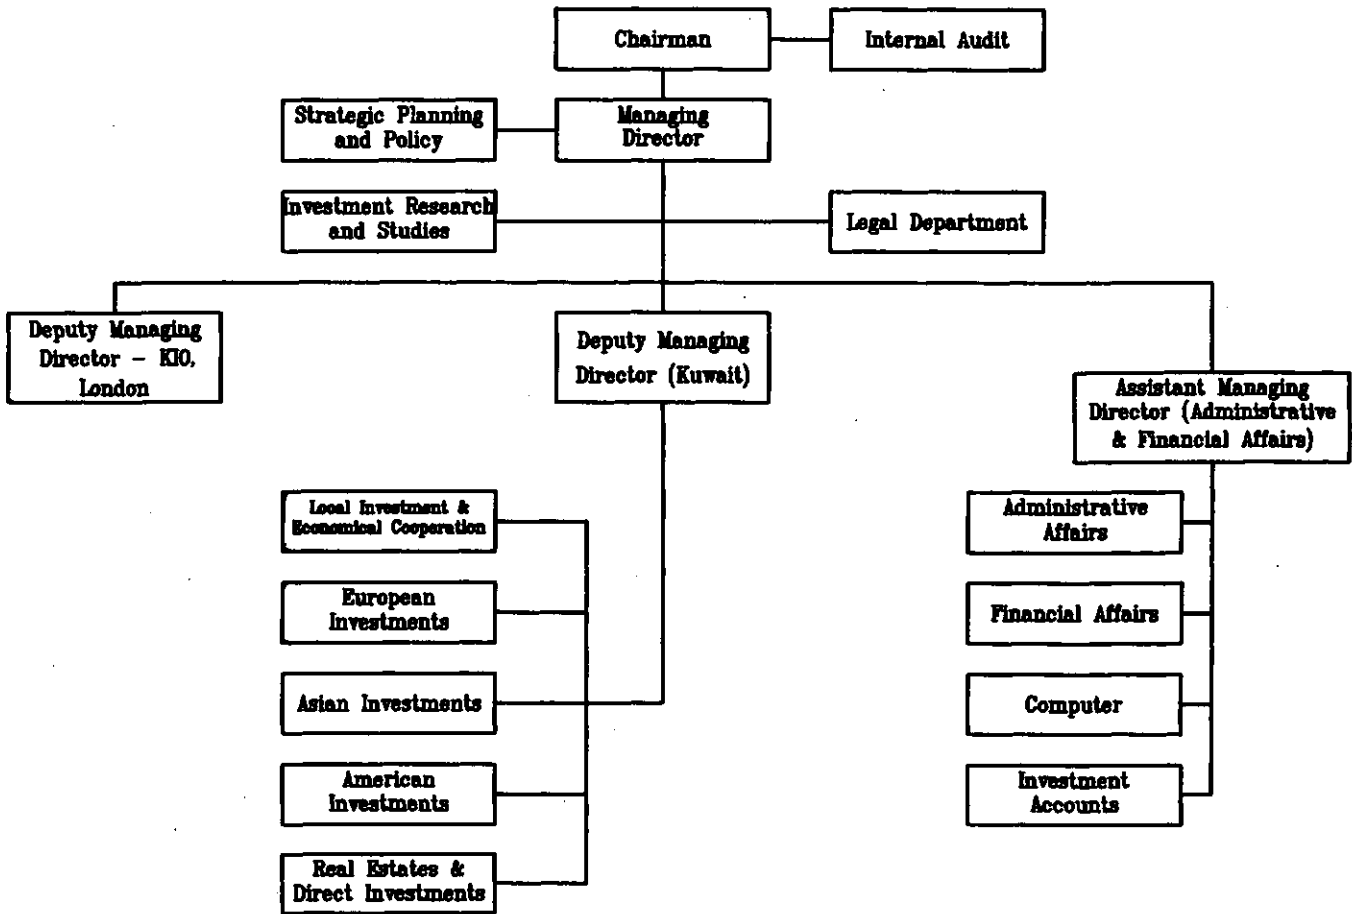 Chairman
Internal Audit
Strategic Planning
and Policy
Managing
Director
Investment Research
and Studies
Legal Department
Deputy Managing
Director – KIO,
London
Deputy Managing
Director (Kuwait)
Assistant Managing
Director (Administrative
& Financial Affairs)
Local Investment &
Economical Cooperation
European
Investments
Asian Investments
American
Investments
Real Estates &
Direct Investments
Administrative
Affairs
Financial Affairs
Computer
Investment
Accounts